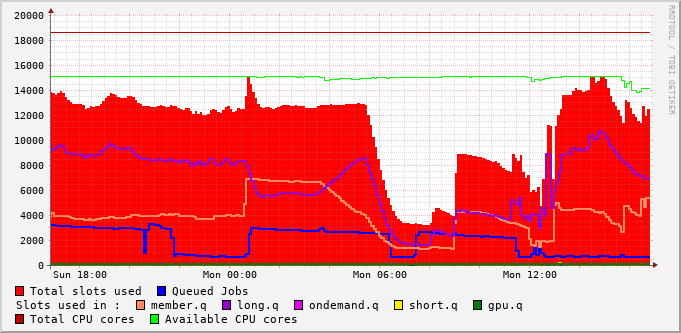 20000
18000
16000
14000
12000
10000
8000
6000
4000
2000
0
Sun 18:00 Mon 00:00 Mon 06:00 Mon 12:00
Total slots used Queued Jobs
Slots used in : member.q long.q ondemand.q short.q gpu.q
Total CPU cores Available CPU cores
RRDTOOL / TOBI OETIKER